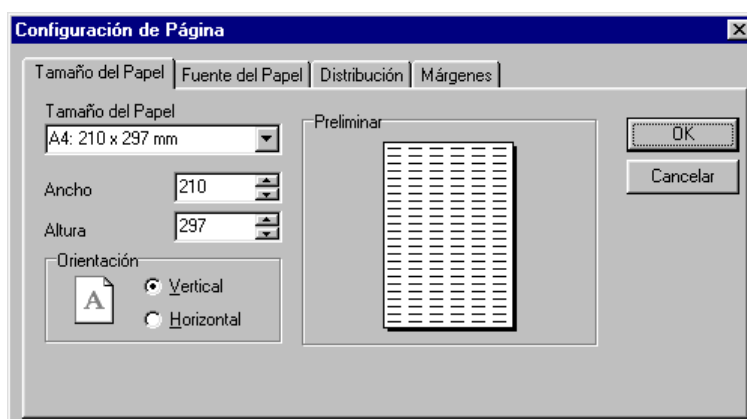 Configuración de Página
Tamaño del Papel Fuente del Papel Distribución Márgenes
Tamaño del Papel
A4: 210 x 297 mm
Ancho 210
Altura 297
Orientación
A
Vertical
Horizontal
Preliminar
OK
Cancelar